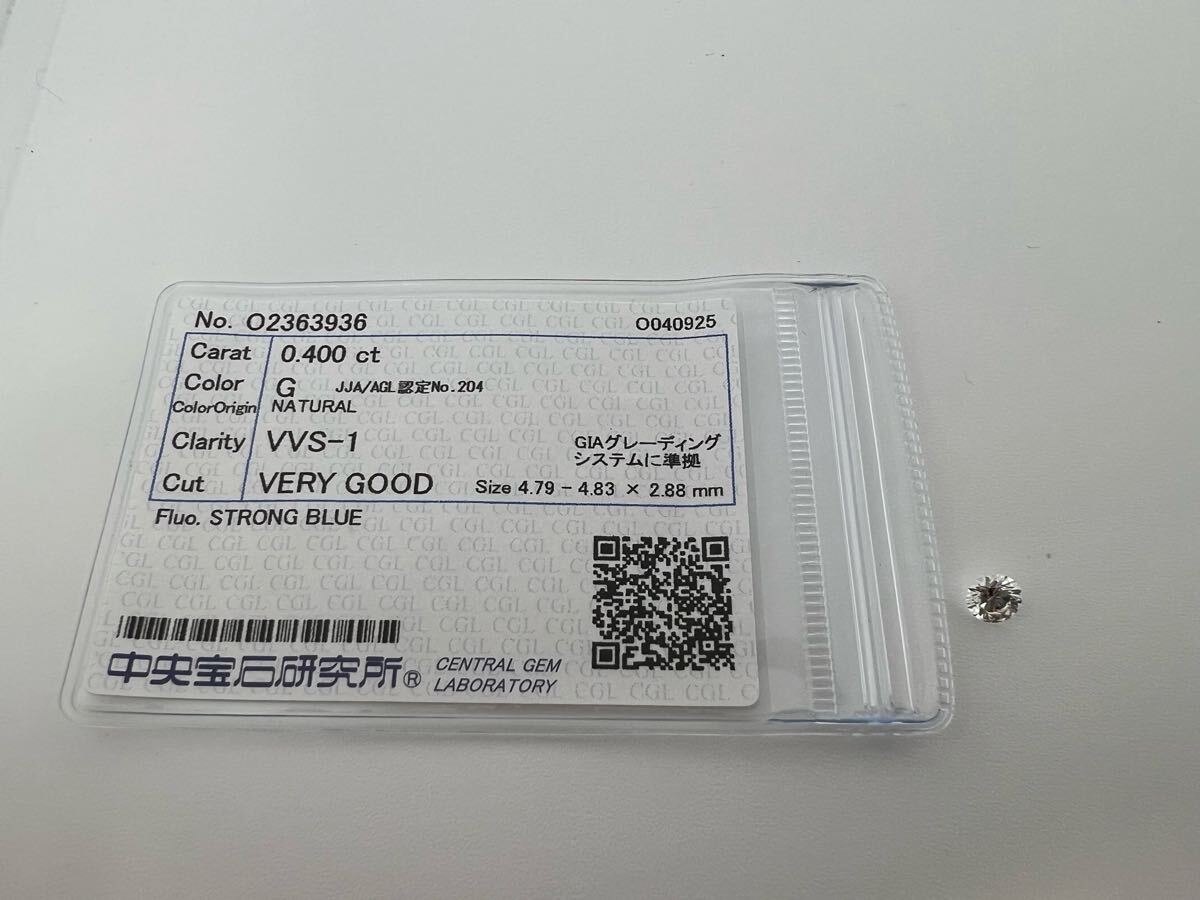 No. O2363936 O040925
Carat 0.400 ct
Color G JJA/AGL認定No.204
ColorOrigin NATURAL
Clarity VVS-1 GIAグレーディング
システムに準拠
Cut VERY GOOD Size 4.79 - 4.83 × 2.88 mm
Fluo. STRONG BLUE
中央宝石研究所® CENTRAL GEM
LABORATORY